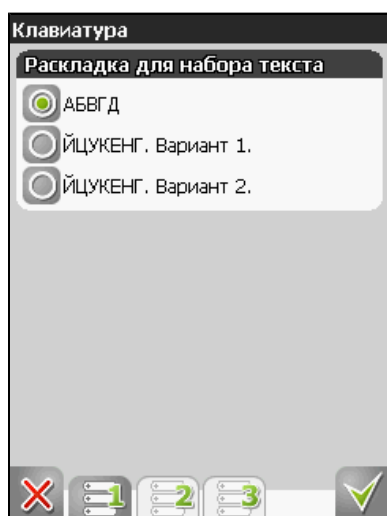 Клавиатура
Раскладка для набора текста
АБВГД
ЙЦУКЕНГ. Вариант 1.
ЙЦУКЕНГ. Вариант 2.
1 2 3